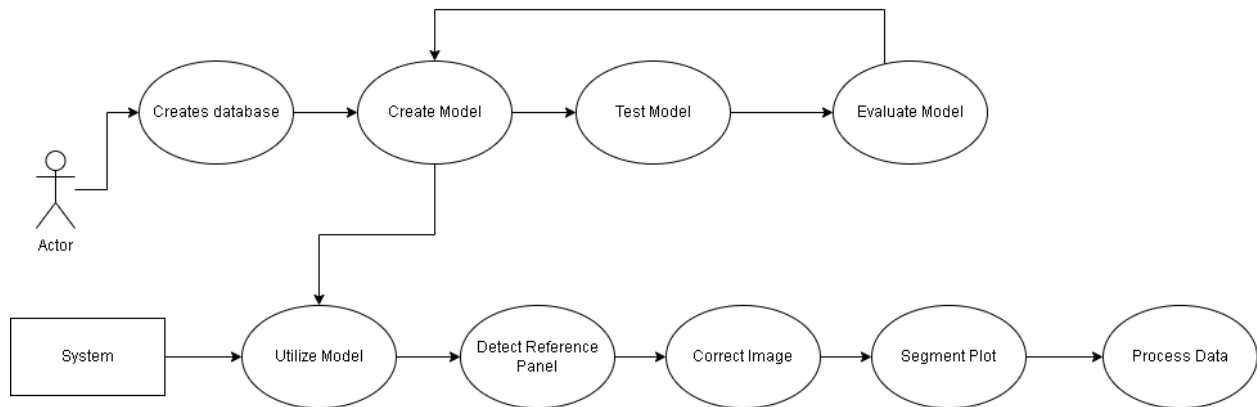 Creates database
Create Model
Test Model
Evaluate Model
Actor
System
Utilize Model
Detect Reference
Panel
Correct Image
Segment Plot
Process Data